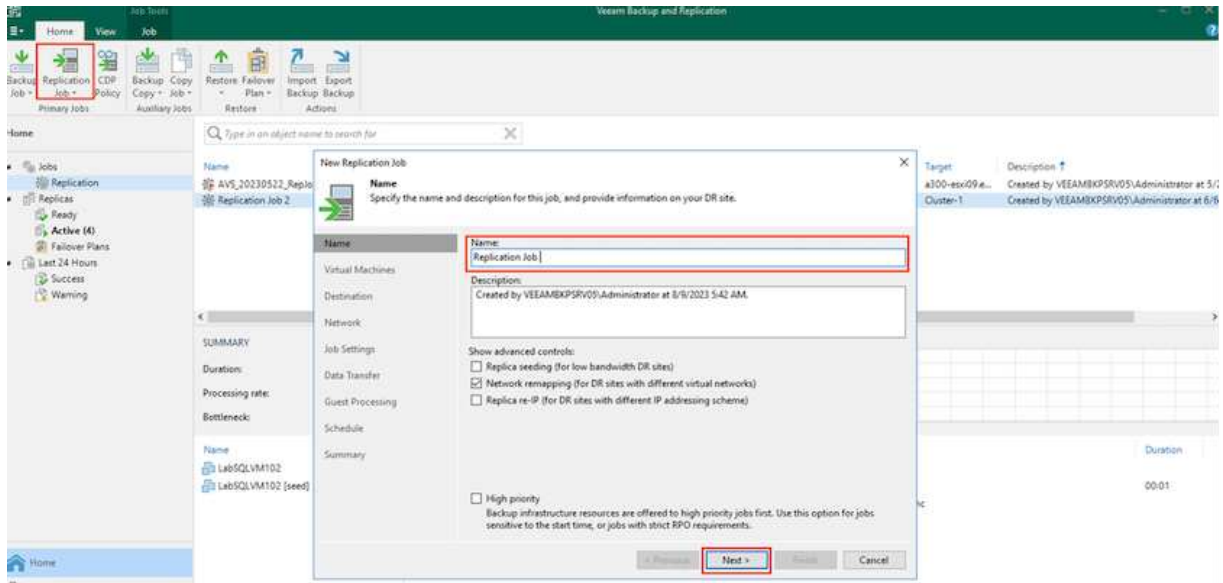 Job Tools
Veeam Backup and Replication
Home View Job
Backup Job
Replication Job
CDP Policy
Backup Copy
Copy Job
Restore
Failover Plan
Import Backup
Export Backup
Primary Jobs
Auxiliary Jobs
Restore
Actions
Home
Type in an object name to search for
Jobs
Replication
Replicas
Ready
Active (4)
Failover Plans
Last 24 Hours
Success
Warning
Home
Name
AVS_20230522_RepJo
Replication Job 2
Target
Description
a300-esxi09.e...
Created by VEEAMBKPSRV05\Administrator at 5/2
Cluster-1
Created by VEEAMBKPSRV05\Administrator at 6/6
SUMMARY
Duration:
Processing rate:
Bottleneck:
Name
LabSQLVM102
LabSQLVM102 [seed]
Duration
00:01
New Replication Job
Name
Specify the name and description for this job, and provide information on your DR site.
Name
Virtual Machines
Destination
Network
Job Settings
Data Transfer
Guest Processing
Schedule
Summary
Name:
Replication Job
Description:
Created by VEEAMBKPSRV05\Administrator at 8/9/2023 5:42 AM.
Show advanced controls:
Replica seeding (for low bandwidth DR sites)
Network remapping (for DR sites with different virtual networks)
Replica re-IP (for DR sites with different IP addressing scheme)
High priority
Backup infrastructure resources are offered to high priority jobs first. Use this option for jobs
sensitive to the start time, or jobs with strict RPO requirements.
< Previous
Next >
Finish
Cancel